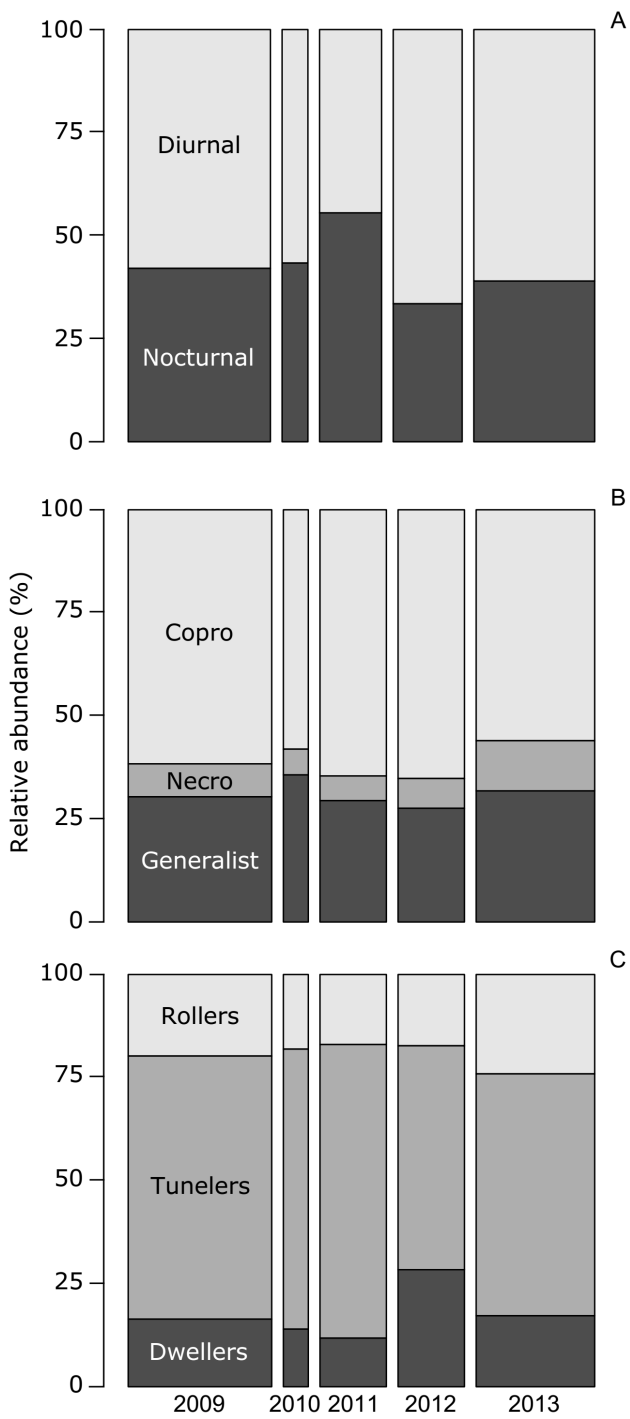 A
100
75
50
25
0
Diurnal
Nocturnal
B
Relative abundance (%)
100
75
50
25
0
Copro
Necro
Generalist
C
100
75
50
25
0
Rollers
Tunelers
Dwellers
2009 2010 2011 2012 2013